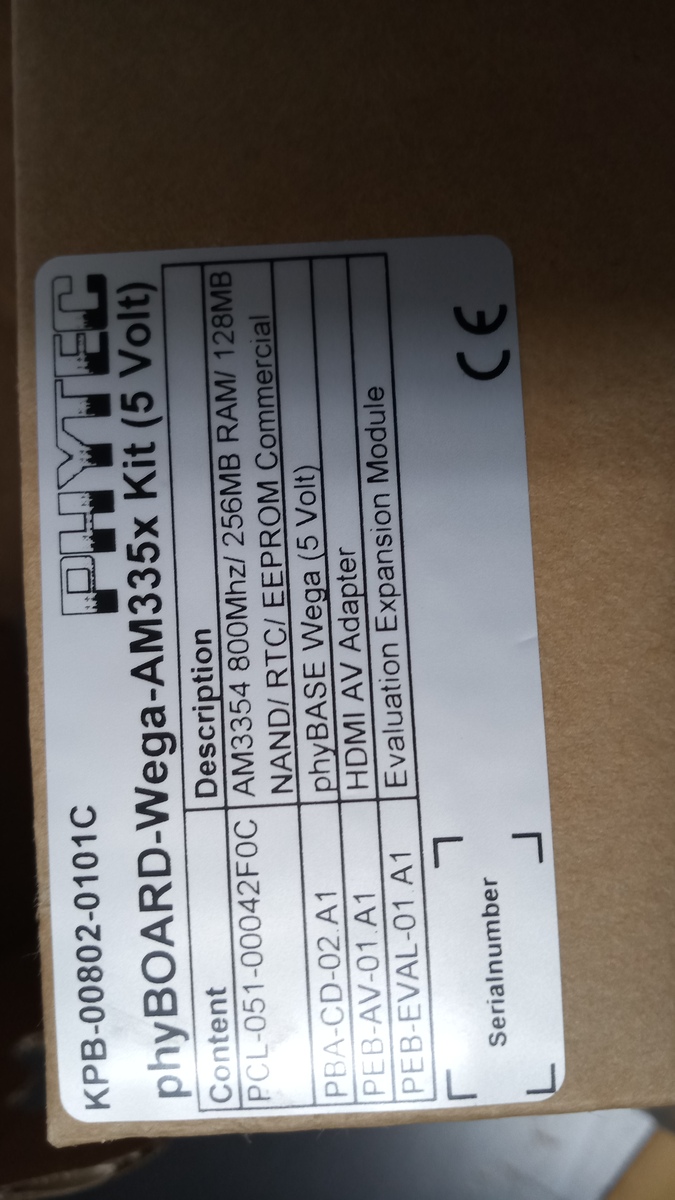 KPB-00802-0101C PHYTEC
phyBOARD-Wega-AM335x Kit (5 Volt)
Content Description
PCL-051-00042F0C AM3354 800Mhz/ 256MB RAM/ 128MB
NAND/ RTC/ EEPROM Commercial
PBA-CD-02.A1 phyBASE Wega (5 Volt)
PEB-AV-01.A1 HDMI AV Adapter
PEB-EVAL-01.A1 Evaluation Expansion Module
Serialnumber
CE